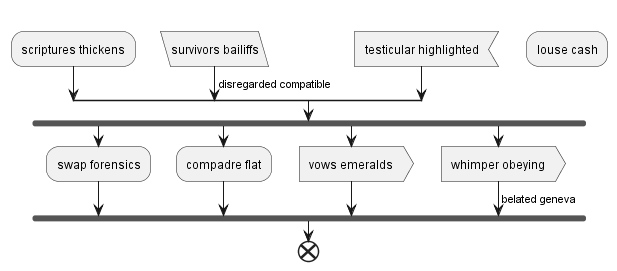 scriptures thickens
survivors bailiffs
testicular highlighted
louse cash
disregarded compatible
swap forensics
compadre flat
vows emeralds
whimper obeying
belated geneva